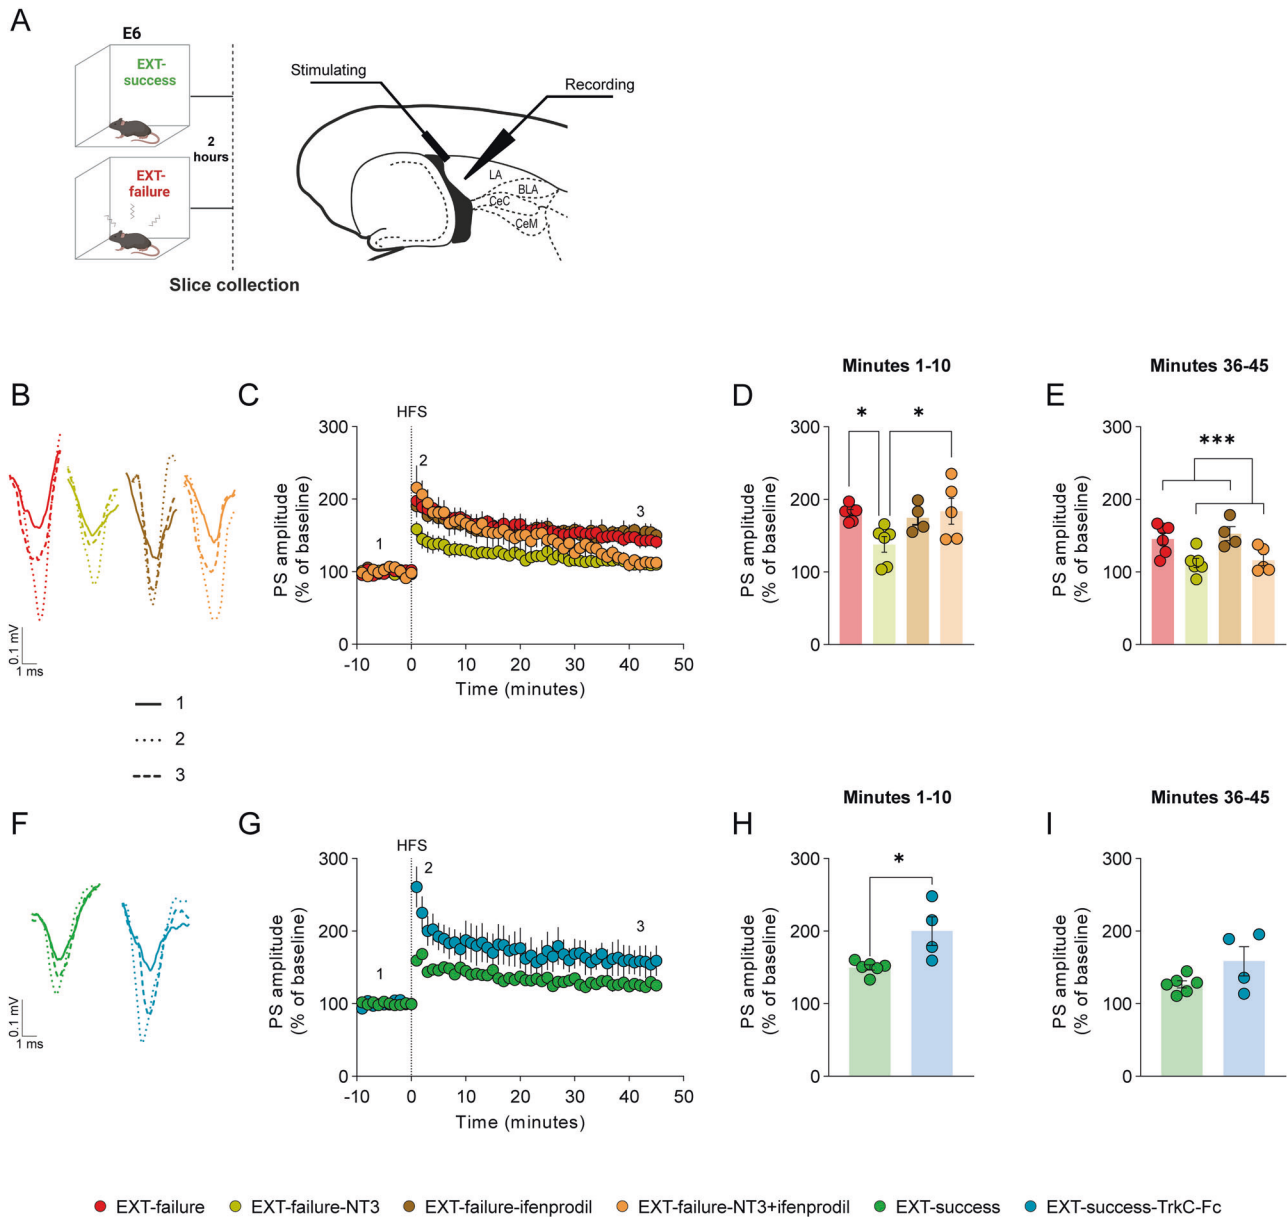 A
E6
EXT-
success
2
hours
EXT-
failure
Slice collection
Stimulating
Recording
LA
BLA
CeC
CeM
B
0.1 mV
1 ms
1
2
3
C
HFS
2
1
3
300
200
100
0
PS amplitude
(% of baseline)
-10 0 10 20 30 40 50
Time (minutes)
Minutes 1-10
D
* *
300
200
100
0
PS amplitude
(% of baseline)
Minutes 36-45
E
***
300
200
100
0
PS amplitude
(% of baseline)
F
0.1 mV
1 ms
G
HFS
2
1
3
300
200
100
0
PS amplitude
(% of baseline)
-10 0 10 20 30 40 50
Time (minutes)
Minutes 1-10
H
*
300
200
100
0
PS amplitude
(% of baseline)
Minutes 36-45
I
300
200
100
0
PS amplitude
(% of baseline)
EXT-failure EXT-failure-NT3 EXT-failure-ifenprodil EXT-failure-NT3+ifenprodil EXT-success EXT-success-TrkC-Fc